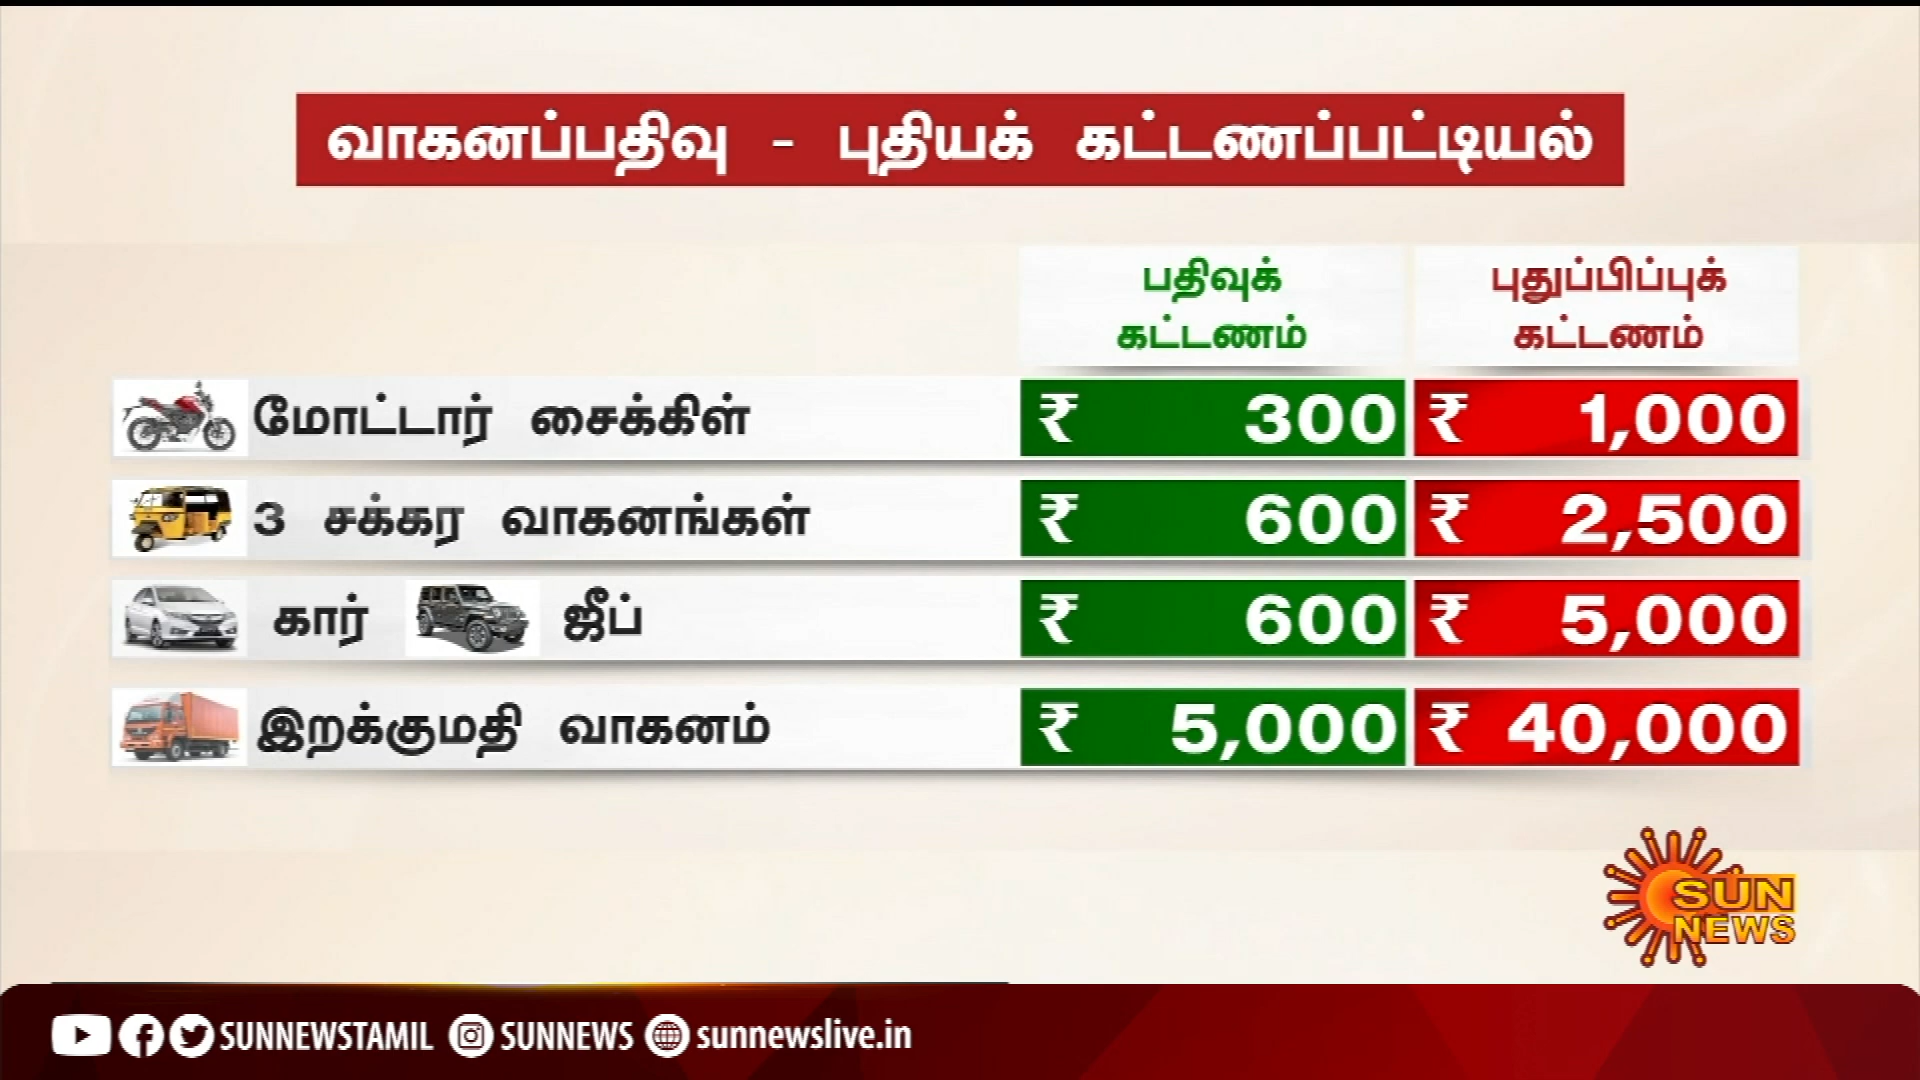 வாகனப்பதிவு - புதியக் கட்டணப்பட்டியல்
பதிவுக் கட்டணம்
புதுப்பிப்புக் கட்டணம்
மோட்டார் சைக்கிள் ₹ 300 ₹ 1,000
3 சக்கர வாகனங்கள் ₹ 600 ₹ 2,500
கார் ஜீப் ₹ 600 ₹ 5,000
இறக்குமதி வாகனம் ₹ 5,000 ₹ 40,000
SUN
NEWS
SUNNEWSTAMIL SUNNEWS sunnewslive.in